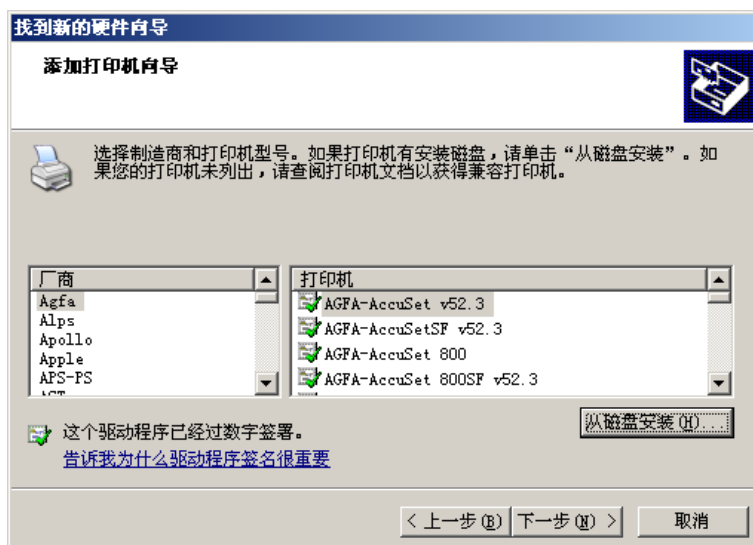 找到新的硬件向导
添加打印机向导
选择制造商和打印机型号。如果打印机有安装磁盘，请单击“从磁盘安装”。如
果您的打印机未列出，请查阅打印机文档以获得兼容打印机。
厂商
Agfa
Alps
Apollo
Apple
APS-PS
打印机
AGFA-AccuSet v52.3
AGFA-AccuSetSF v52.3
AGFA-AccuSet 800
AGFA-AccuSet 800SF v52.3
这个驱动程序已经过数字签署。
告诉我为什么驱动程序签名很重要
从磁盘安装(H)...
< 上一步(B)
下一步(N) >
取消